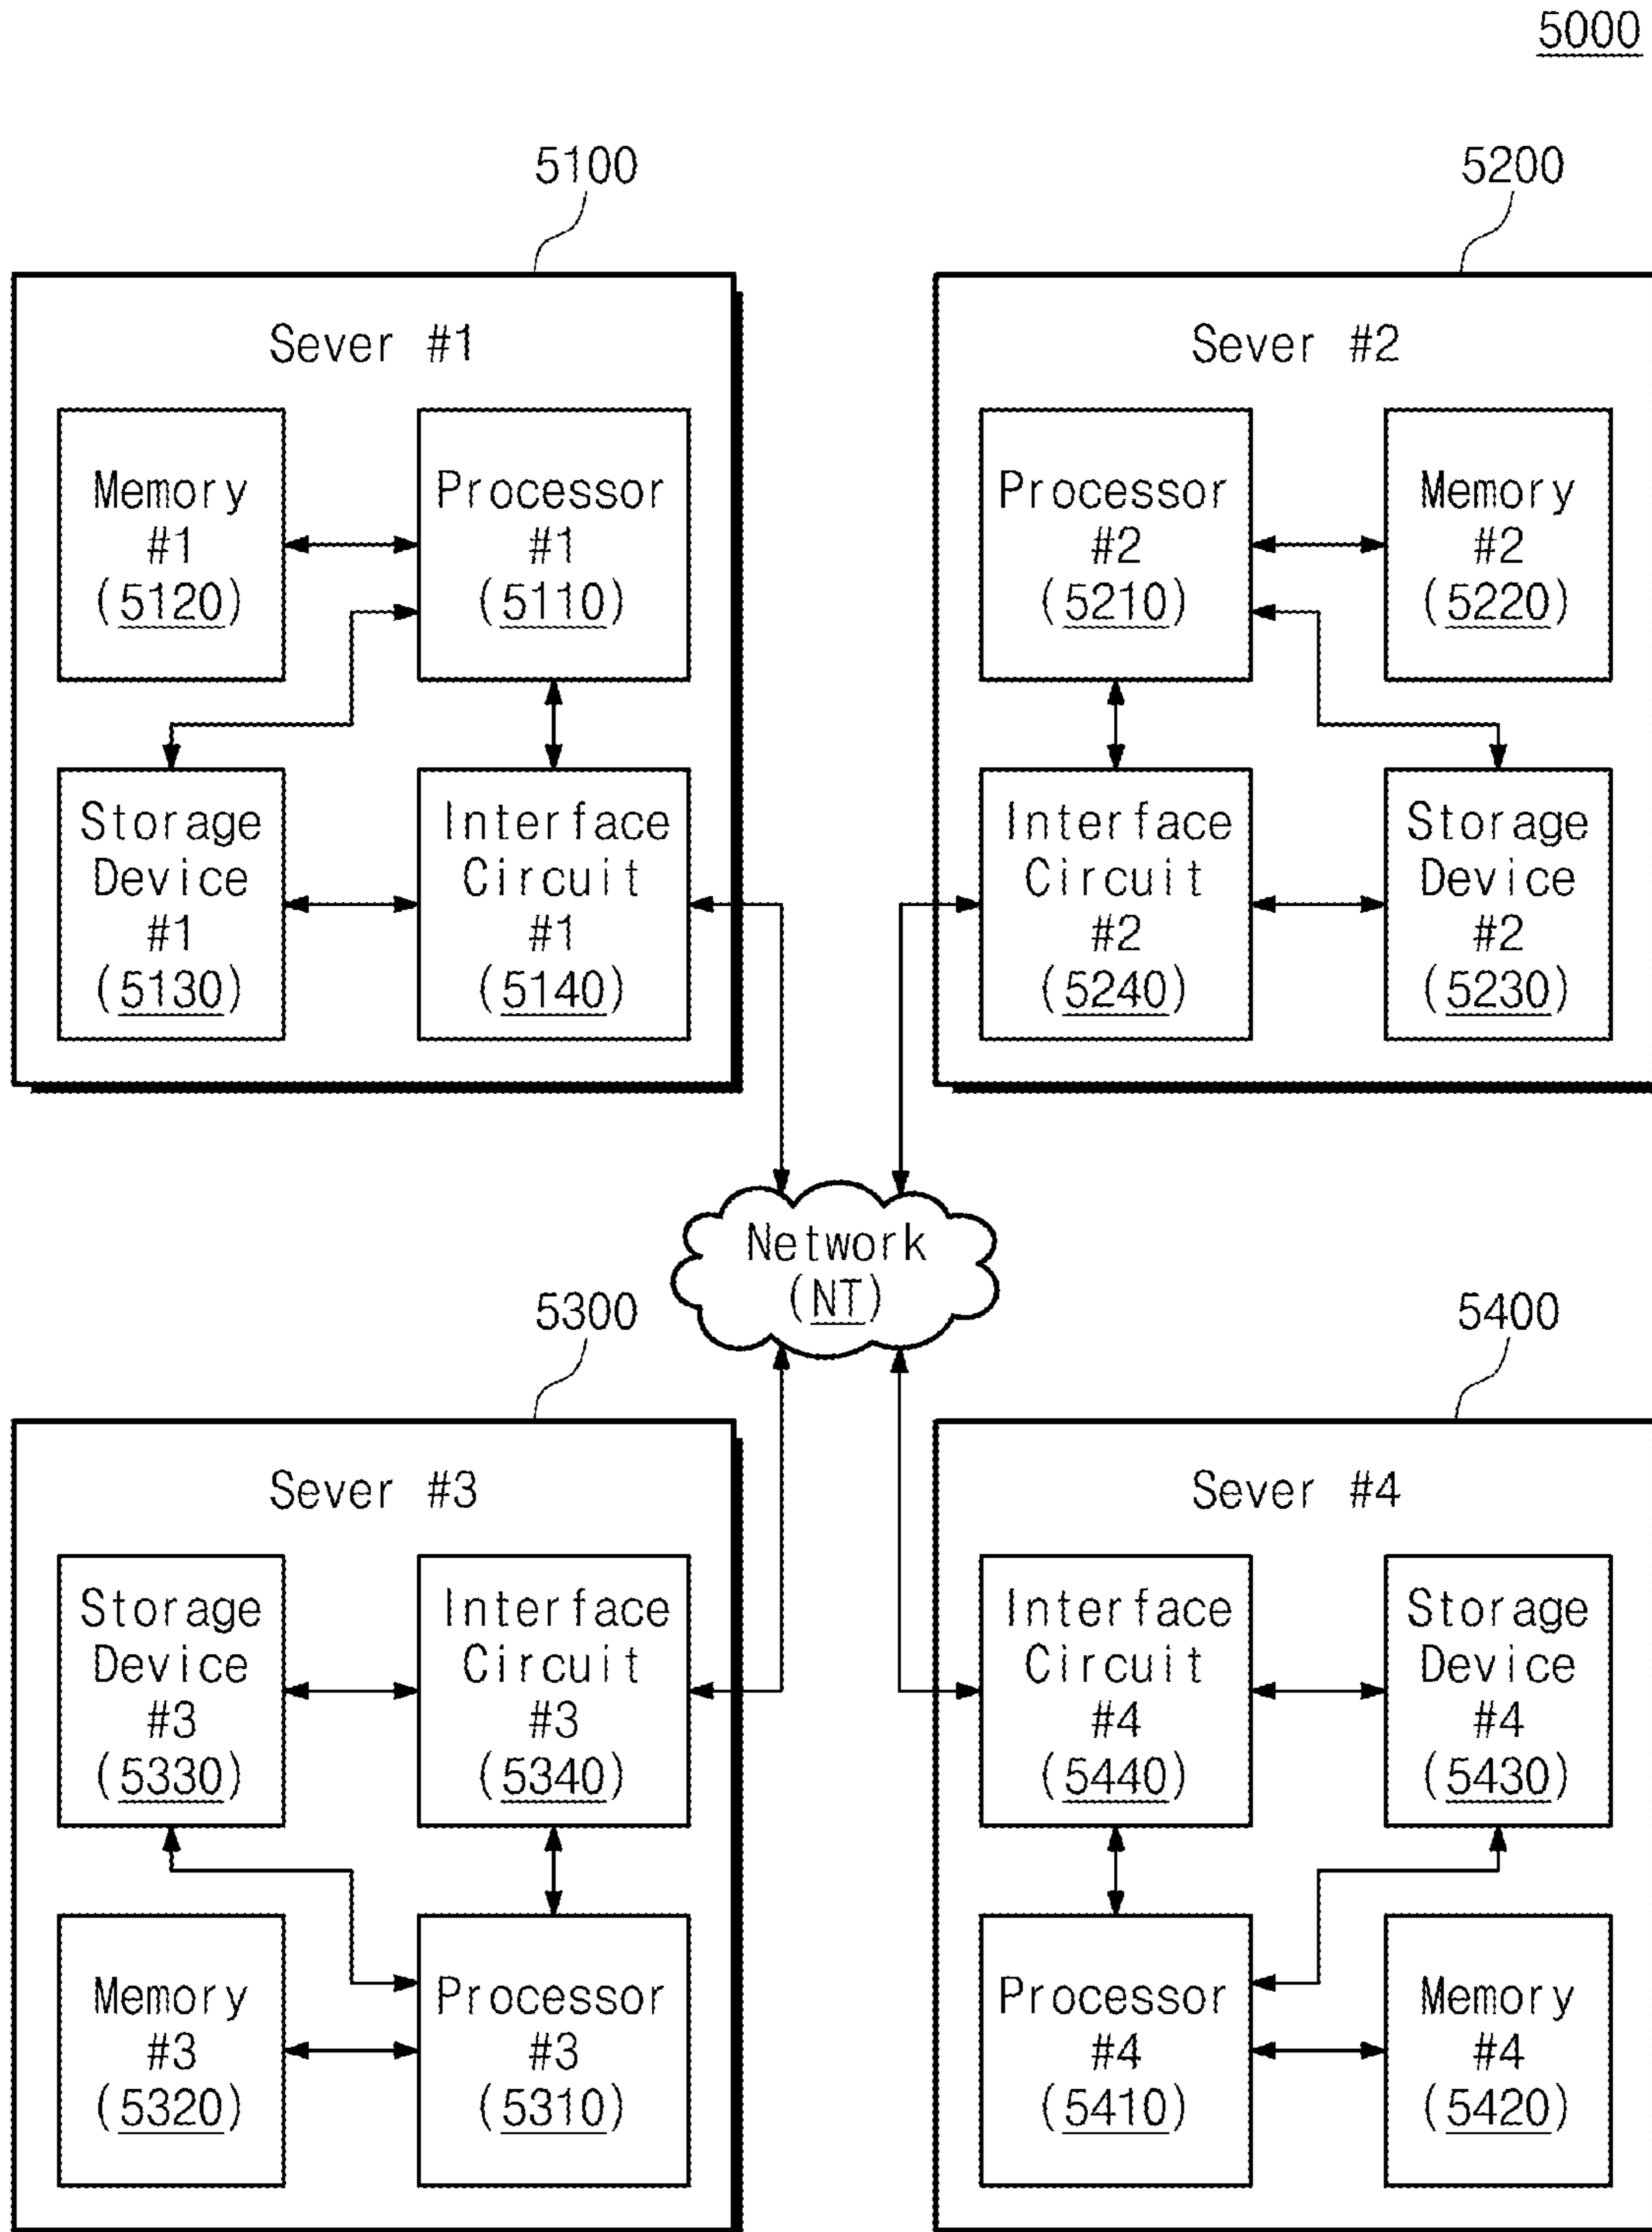 5000
5100
Sever #1
Memory
#1
(5120)
Processor
#1
(5110)
Storage
Device
#1
(5130)
Interface
Circuit
#1
(5140)
5200
Sever #2
Processor
#2
(5210)
Memory
#2
(5220)
Interface
Circuit
#2
(5240)
Storage
Device
#2
(5230)
Network
(NT)
5300
Sever #3
Storage
Device
#3
(5330)
Interface
Circuit
#3
(5340)
Memory
#3
(5320)
Processor
#3
(5310)
5400
Sever #4
Interface
Circuit
#4
(5440)
Storage
Device
#4
(5430)
Processor
#4
(5410)
Memory
#4
(5420)